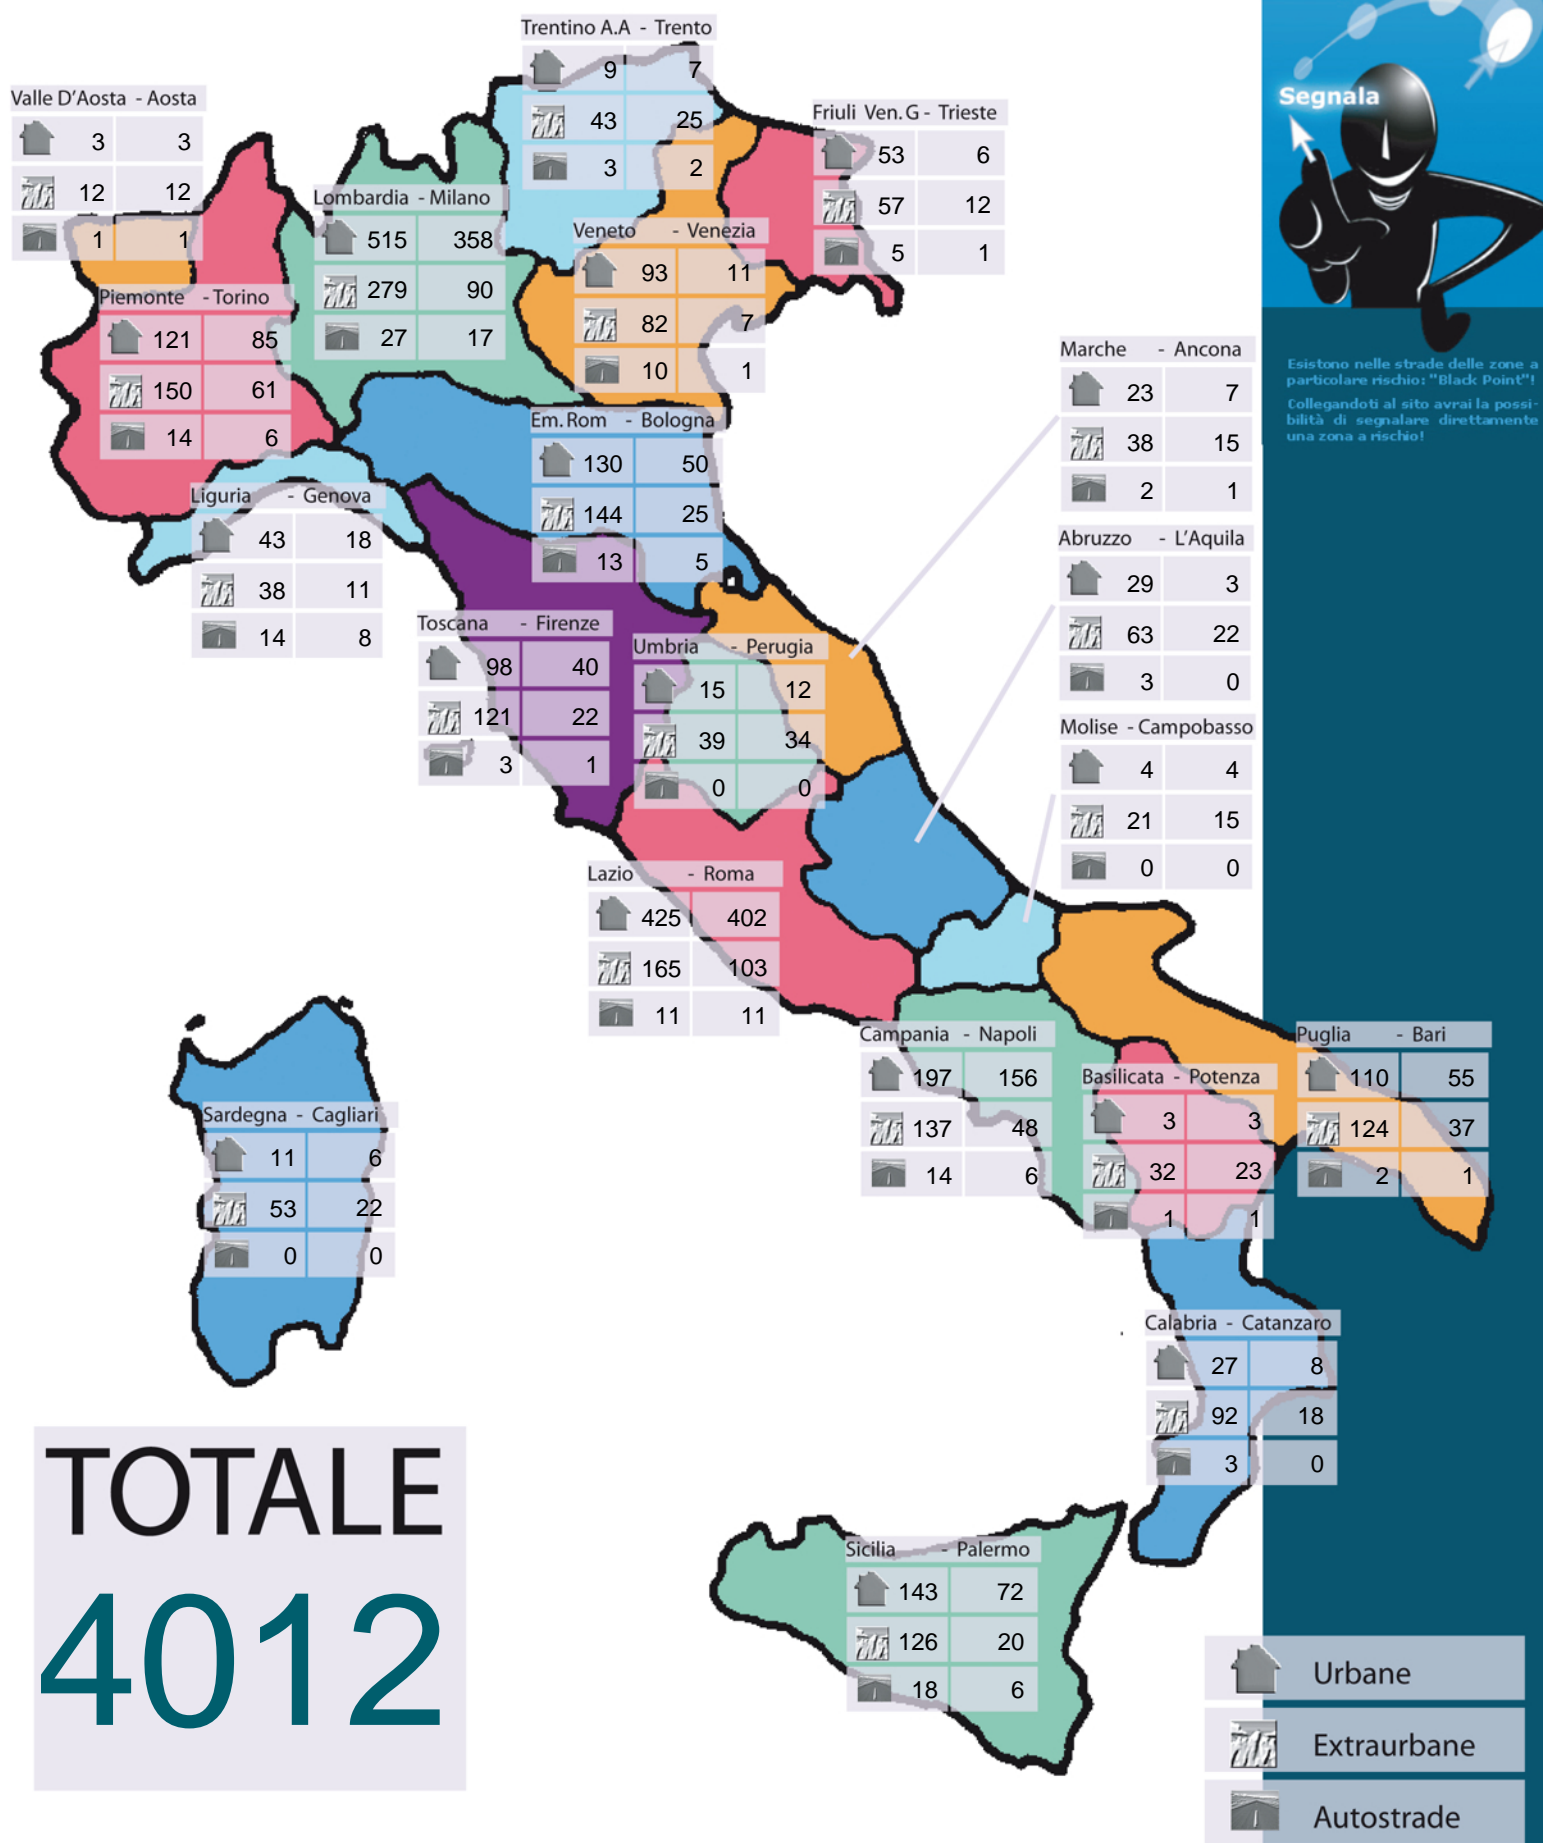 Trentino A.A - Trento
9 7
43 25
3 2
Valle D'Aosta - Aosta
3 3
12 12
1 1
Friuli Ven.G - Trieste
53 6
57 12
5 1
Segnala
Esistono nelle strade delle zone a
particolare rischio: "Black Point"!
Collegandoti al sito avrai la possi-
bilità di segnalare direttamente
una zona a rischio!
Lombardia - Milano
515 358
279 90
27 17
Veneto - Venezia
93 11
82 7
10 1
Piemonte - Torino
121 85
150 61
14 6
Marche - Ancona
23 7
38 15
2 1
Em. Rom - Bologna
130 50
144 25
13 5
Liguria - Genova
43 18
38 11
14 8
Abruzzo - L'Aquila
29 3
63 22
3 0
Toscana - Firenze
98 40
121 22
3 1
Umbria - Perugia
15 12
39 34
0 0
Molise - Campobasso
4 4
21 15
0 0
Lazio - Roma
425 402
165 103
11 11
Campania - Napoli
197 156
137 48
14 6
Puglia - Bari
110 55
124 37
2 1
Basilicata - Potenza
3 3
32 23
1 1
Sardegna - Cagliari
11 6
53 22
0 0
Calabria - Catanzaro
27 8
92 18
3 0
TOTALE
4012
Sicilia - Palermo
143 72
126 20
18 6
Urbane
Extraurbane
Autostrade